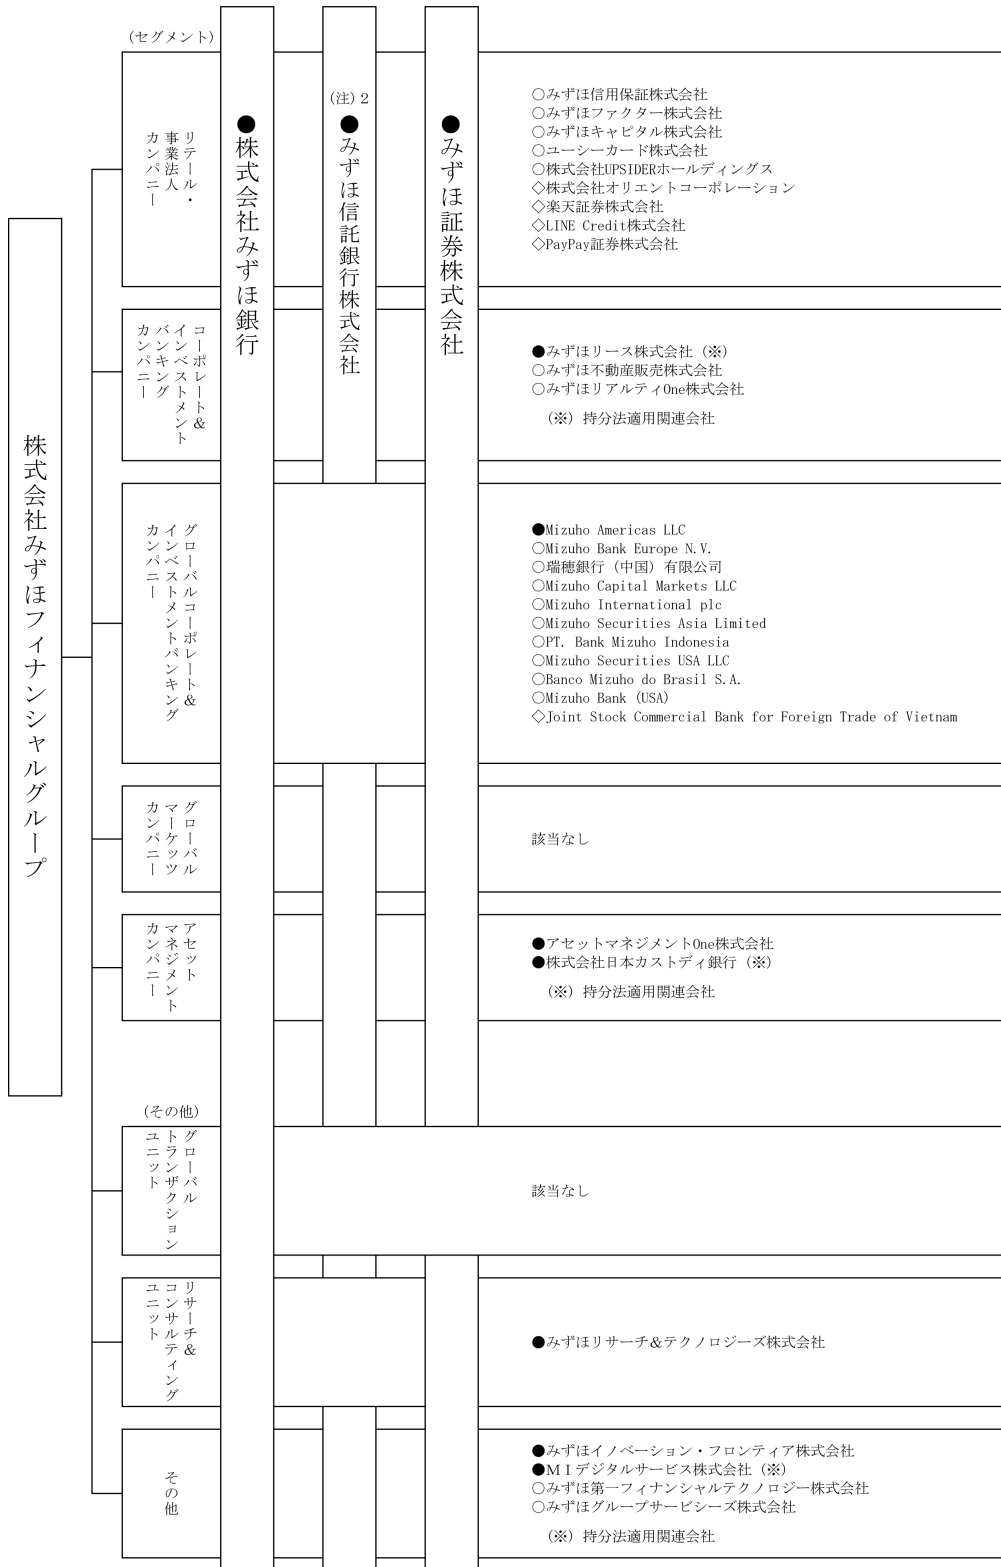 株式会社みずほフィナンシャルグループ
(セグメント)
●株式会社みずほ銀行
(注)2
●みずほ信託銀行株式会社
●みずほ証券株式会社
リテール・
事業法人
カンパニー
○みずほ信用保証株式会社
○みずほファクター株式会社
○みずほキャピタル株式会社
○ユーシーカード株式会社
○株式会社UPSIDERホールディングス
◇株式会社オリエントコーポレーション
◇楽天証券株式会社
◇LINE Credit株式会社
◇PayPay証券株式会社
コーポレート&
インベストメント
バンキング
カンパニー
●みずほリース株式会社(※)
○みずほ不動産販売株式会社
○みずほリアルティOne株式会社
(※)持分法適用関連会社
グローバルコーポレート&
インベストメントバンキング
カンパニー
●Mizuho Americas LLC
○Mizuho Bank Europe N.V.
○瑞穂銀行(中国)有限公司
○Mizuho Capital Markets LLC
○Mizuho International plc
○Mizuho Securities Asia Limited
○PT. Bank Mizuho Indonesia
○Mizuho Securities USA LLC
○Banco Mizuho do Brasil S.A.
○Mizuho Bank (USA)
◇Joint Stock Commercial Bank for Foreign Trade of Vietnam
グローバル
マーケッツ
カンパニー
該当なし
アセット
マネジメント
カンパニー
●アセットマネジメントOne株式会社
●株式会社日本カストディ銀行(※)
(※)持分法適用関連会社
(その他)
グローバル
トランザクション
ユニット
該当なし
リサーチ&
コンサルティング
ユニット
●みずほリサーチ&テクノロジーズ株式会社
その他
●みずほイノベーション・フロンティア株式会社
●MIデジタルサービス株式会社(※)
○みずほ第一フィナンシャルテクノロジー株式会社
○みずほグループサービシーズ株式会社
(※)持分法適用関連会社